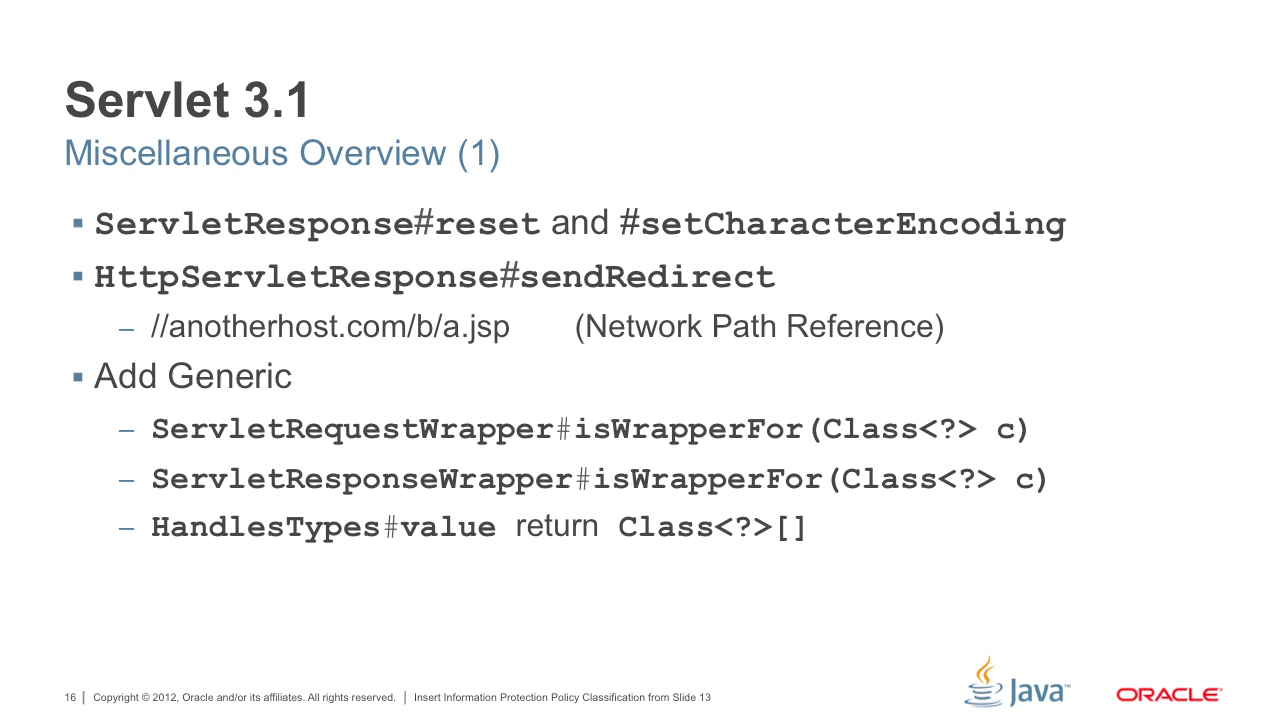 Servlet 3.1
Miscellaneous Overview (1)
▪ ServletResponse#reset and #setCharacterEncoding
▪ HttpServletResponse#sendRedirect
– //anotherhost.com/b/a.jsp (Network Path Reference)
▪ Add Generic
– ServletRequestWrapper#isWrapperFor(Class<?> c)
– ServletResponseWrapper#isWrapperFor(Class<?> c)
– HandlesTypes#value return Class<?>[]
16 | Copyright © 2012, Oracle and/or its affiliates. All rights reserved. | Insert Information Protection Policy Classification from Slide 13
Java™
ORACLE®